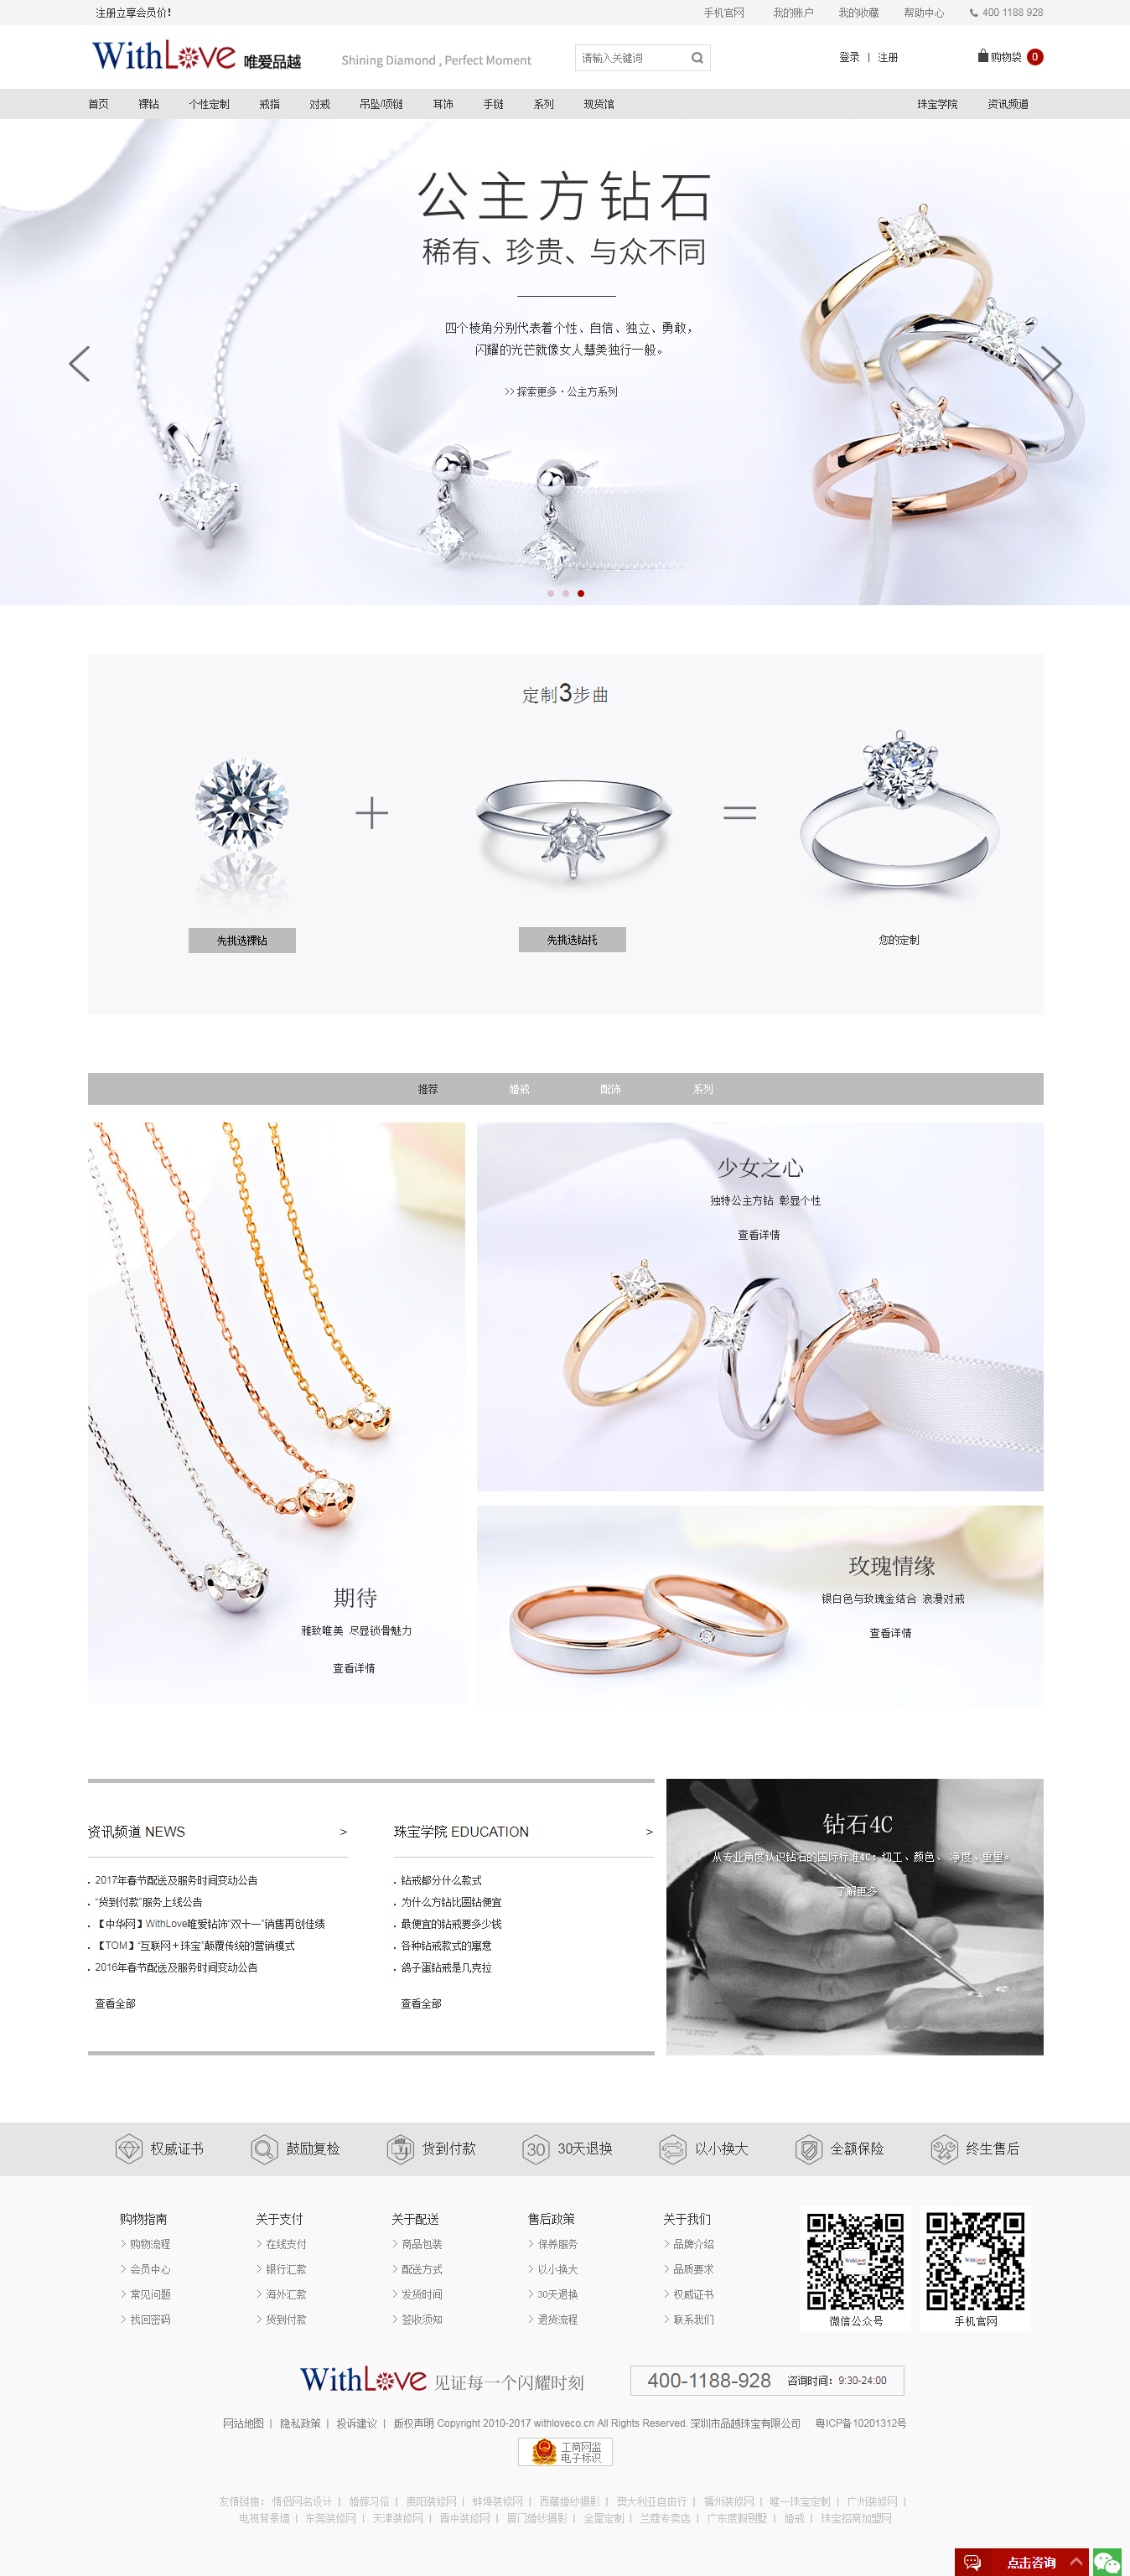 注册立享会员价!
手机官网 我的账户 我的收藏 帮助中心 400 1188 928
WithLove 唯爱品越
Shining Diamond , Perfect Moment
请输入关键词
登录 | 注册
购物袋 0
首页 裸钻 个性定制 戒指 对戒 吊坠/项链 耳饰 手链 系列 现货馆 珠宝学院 资讯频道
公主方钻石
稀有、珍贵、与众不同
四个棱角分别代表着个性、自信、独立、勇敢，
闪耀的光芒就像女人慧美独行一般。
>> 探索更多·公主方系列
定制3步曲
先挑选裸钻
先挑选钻托
您的定制
推荐 婚戒 配饰 系列
期待
雅致唯美 尽显锁骨魅力
查看详情
少女之心
独特公主方钻 彰显个性
查看详情
玫瑰情缘
银白色与玫瑰金结合 浪漫对戒
查看详情
资讯频道 NEWS >
2017年春节配送及服务时间变动公告
“货到付款”服务上线公告
【中华网】WithLove唯爱钻饰“双十一”销售再创佳绩
【TOM】“互联网＋珠宝”颠覆传统的营销模式
2016年春节配送及服务时间变动公告
查看全部
珠宝学院 EDUCATION >
钻戒都分什么款式
为什么方钻比圆钻便宜
最便宜的钻戒要多少钱
各种钻戒款式的寓意
鸽子蛋钻戒是几克拉
查看全部
钻石4C
从专业角度认识钻石的国际标准4C：切工、颜色、净度、重量。
了解更多
权威证书 鼓励复检 货到付款 30 30天退换 以小换大 全额保险 终生售后
购物指南
> 购物流程
> 会员中心
> 常见问题
> 找回密码
关于支付
> 在线支付
> 银行汇款
> 海外汇款
> 货到付款
关于配送
> 商品包装
> 配送方式
> 发货时间
> 签收须知
售后政策
> 保养服务
> 以小换大
> 30天退换
> 退货流程
关于我们
> 品牌介绍
> 品质要求
> 权威证书
> 联系我们
WithLove
微信公众号
WithLove
手机官网
WithLove 见证每一个闪耀时刻
400-1188-928 咨询时间：9:30-24:00
网站地图 | 隐私政策 | 投诉建议 | 版权声明 Copyright 2010-2017 withloveco.cn All Rights Reserved. 深圳市品越珠宝有限公司 粤ICP备10201312号
工商网监
电子标识
友情链接： 情侣网名设计 | 婚嫁习俗 | 贵阳装修网 | 蚌埠装修网 | 西藏婚纱摄影 | 澳大利亚自由行 | 福州装修网 | 唯一珠宝定制 | 广州装修网 |
电视背景墙 | 东莞装修网 | 天津装修网 | 晋中装修网 | 厦门婚纱摄影 | 全屋定制 | 兰蔻专卖店 | 广东度假别墅 | 婚戒 | 珠宝招商加盟网
点击咨询